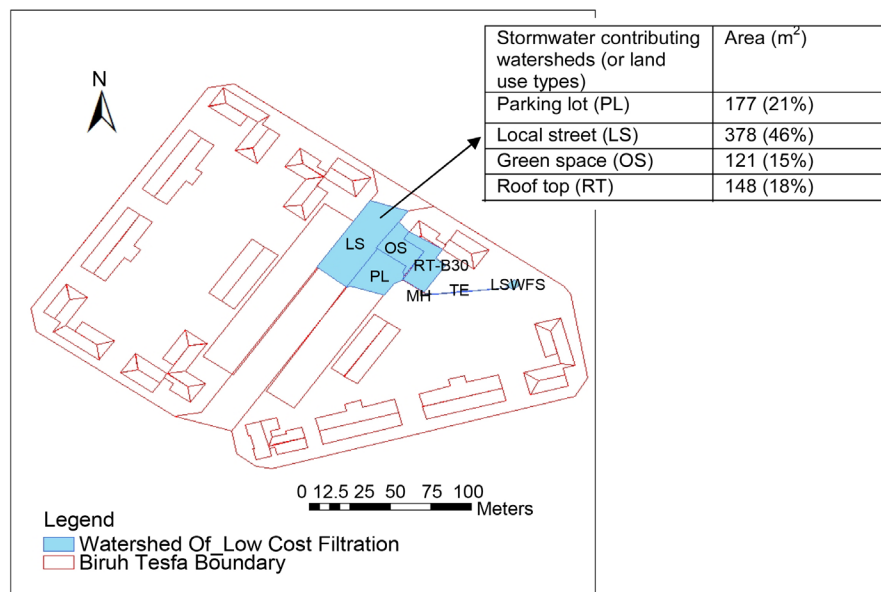 N
Stormwater contributing watersheds (or land use types)
Area (m²)
Parking lot (PL)
177 (21%)
Local street (LS)
378 (46%)
Green space (OS)
121 (15%)
Roof top (RT)
148 (18%)
LS
OS
PL
RT-B30
MH
TE
LSWFS
0 12.5 25 50 75 100
Meters
Legend
Watershed Of_Low Cost Filtration
Biruh Tesfa Boundary